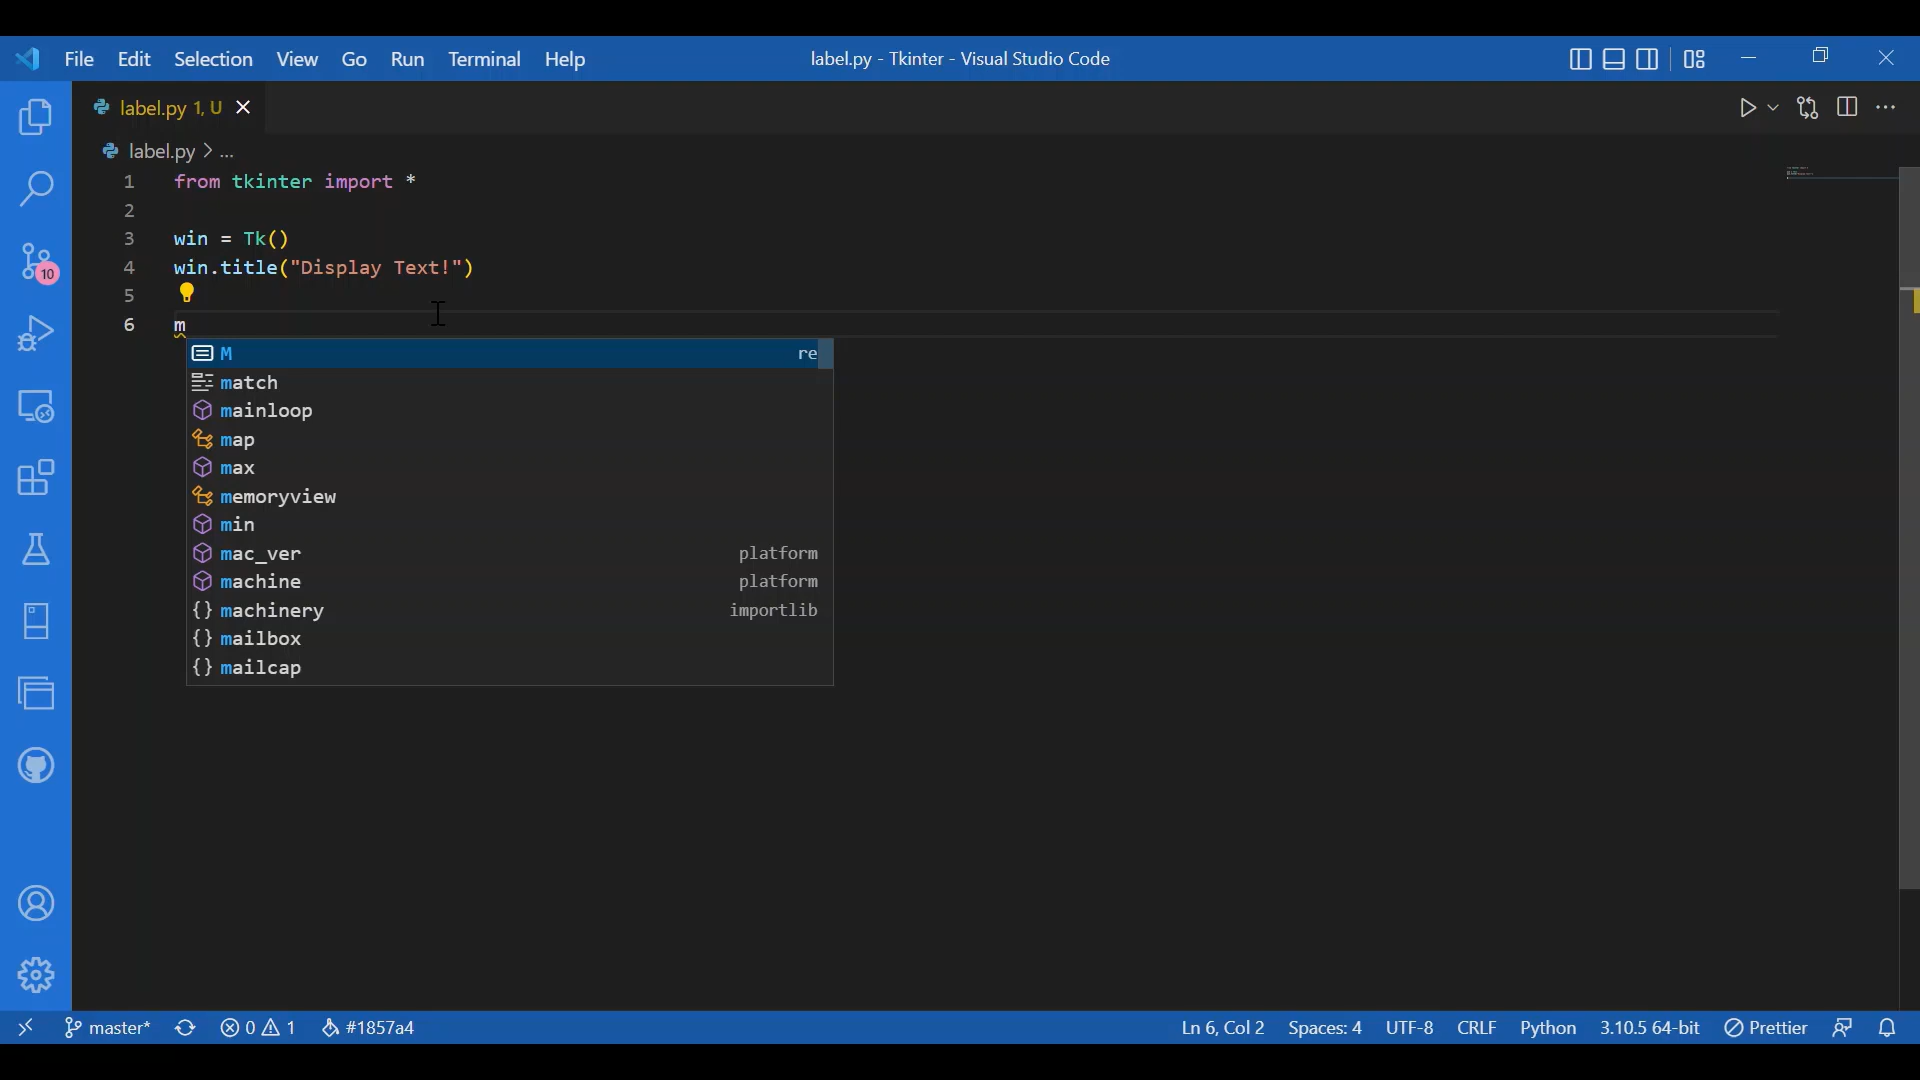 File Edit Selection View Go Run Terminal Help label.py - Tkinter - Visual Studio Code
label.py 1, U
label.py > ...
1 from tkinter import *
2
3 win = Tk()
4 win.title("Display Text!")
5
6 m
M re
match
mainloop
map
max
memoryview
min
mac_ver platform
machine platform
{} machinery importlib
{} mailbox
{} mailcap
10
master* 0 1 #1857a4 Ln 6, Col 2 Spaces: 4 UTF-8 CRLF Python 3.10.5 64-bit Prettier